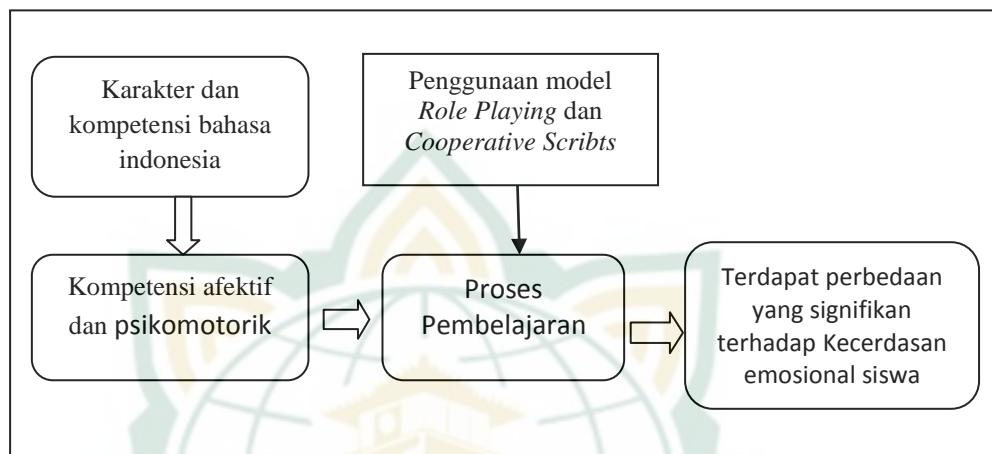 Karakter dan
kompetensi bahasa
indonesia
Penggunaan model
Role Playing dan
Cooperative Scribts
Kompetensi afektif
dan psikomotorik
Proses
Pembelajaran
Terdapat perbedaan
yang signifikan
terhadap Kecerdasan
emosional siswa